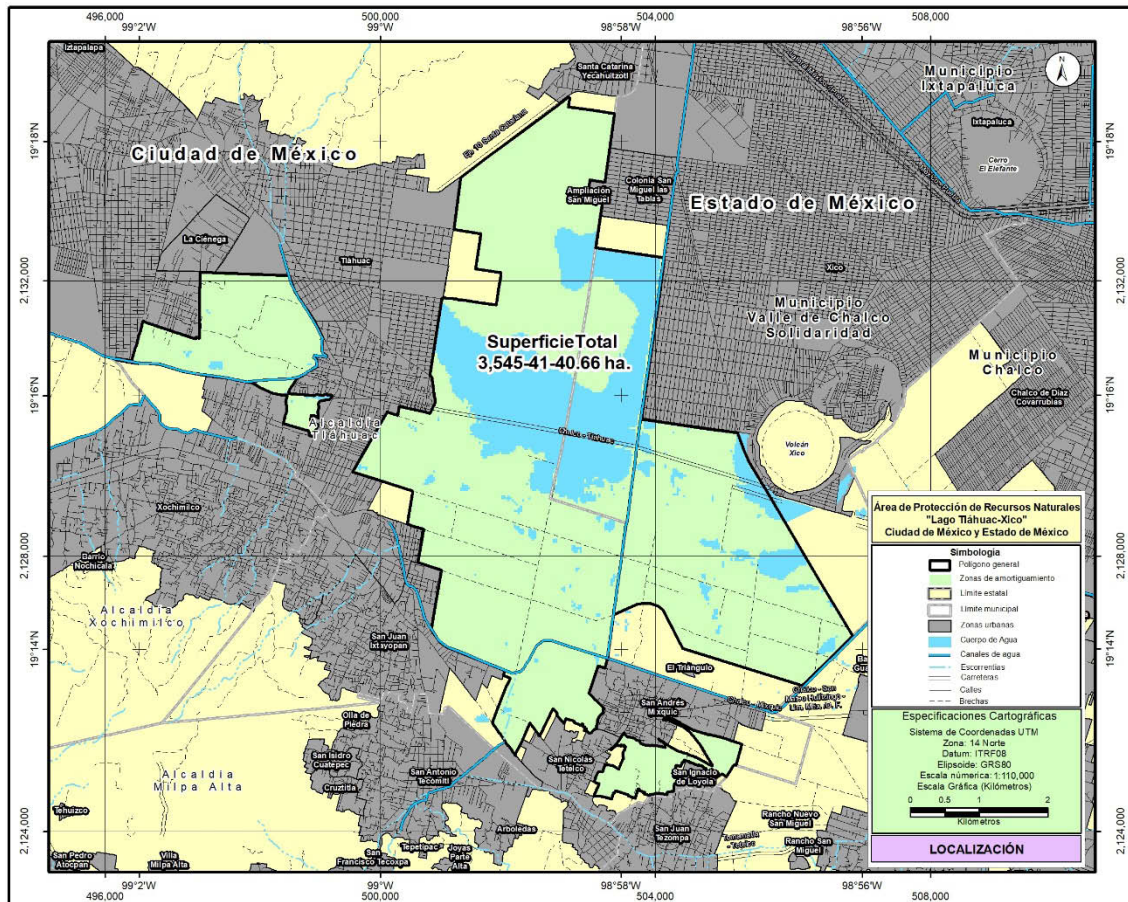 496,000
500,000
504,000
508,000
99°2'W
99°W
98°58'W
98°56'W
19°18'N
2,132,000
19°16'N
2,128,000
19°14'N
2,124,000
Iztapalapa
Santa Catarina
Yecahuitzotl
Municipio
Ixtapaluca
N
Ixtapaluca
Eje 10 Santa Catarina
Ciudad de México
Cerro
El Elefante
Ampliación
San Miguel
Colonia San
Miguel las
Tablas
Estado de México
La Ciénega
Tláhuac
Xico
Municipio
Valle de Chalco
Solidaridad
SuperficieTotal
3,545-41-40.66 ha.
Municipio
Chalco
Chalco de Díaz
Covarrubias
Alcaldía
Tláhuac
Chalco - Tláhuac
Volcán
Xico
Xochimilco
Barrio
Nochicala
Alcaldía
Xochimilco
San Juan
Ixtayopan
El Triángulo
Chalco - Mixquic
San Andrés
Mixquic
Olla de
Piedra
San Isidro
Cuatepec
Cruztitla
San Antonio
Tecomitl
San Nicolás
Tetelco
San Ignacio
de Loyola
Alcaldía
Milpa Alta
Tehuizco
Arboledas
San Juan
Tezompa
Rancho Nuevo
San Miguel
Rancho San
Miguel
San Pedro
Atocpan
Villa
Milpa Alta
San
Francisco Tecoxpa
Tepetipac
Joyas
Parte
Alta
Área de Protección de Recursos Naturales
"Lago Tláhuac-Xico"
Ciudad de México y Estado de México
Simbología
Polígono general
Zonas de amortiguamiento
Límite estatal
Límite municipal
Zonas urbanas
Cuerpo de Agua
Canales de agua
Escorrentías
Carreteras
Calles
Brechas
Especificaciones Cartográficas
Sistema de Coordenadas UTM
Zona: 14 Norte
Datum: ITRF08
Elipsoide: GRS80
Escala númerica: 1:110,000
Escala Gráfica (Kilómetros)
0 0.5 1 2
Kilómetros
LOCALIZACIÓN
2,132,000
19°18'N
19°16'N
2,128,000
19°14'N
2,124,000
99°2'W
99°W
98°58'W
98°56'W
496,000
500,000
504,000
508,000